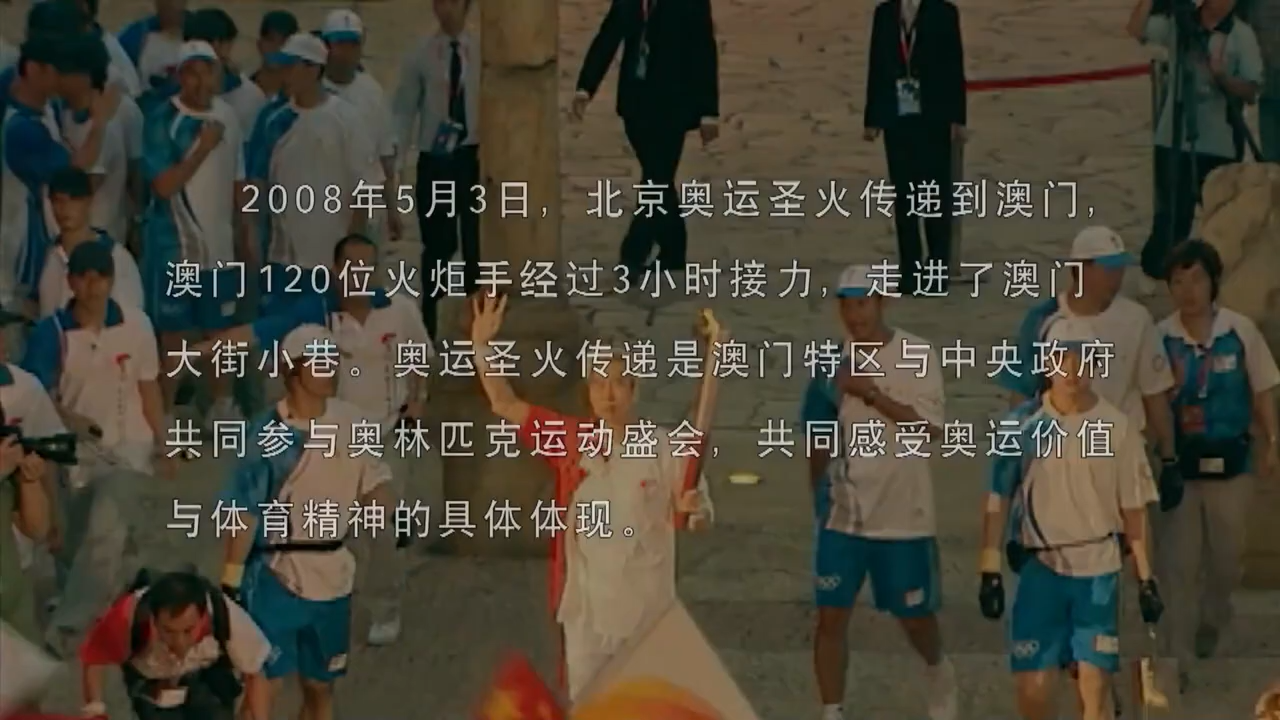 2008年5月3日，北京奥运圣火传递到澳门，
澳门120位火炬手经过3小时接力，走进了澳门
大街小巷。奥运圣火传递是澳门特区与中央政府
共同参与奥林匹克运动盛会，共同感受奥运价值
与体育精神的具体体现。